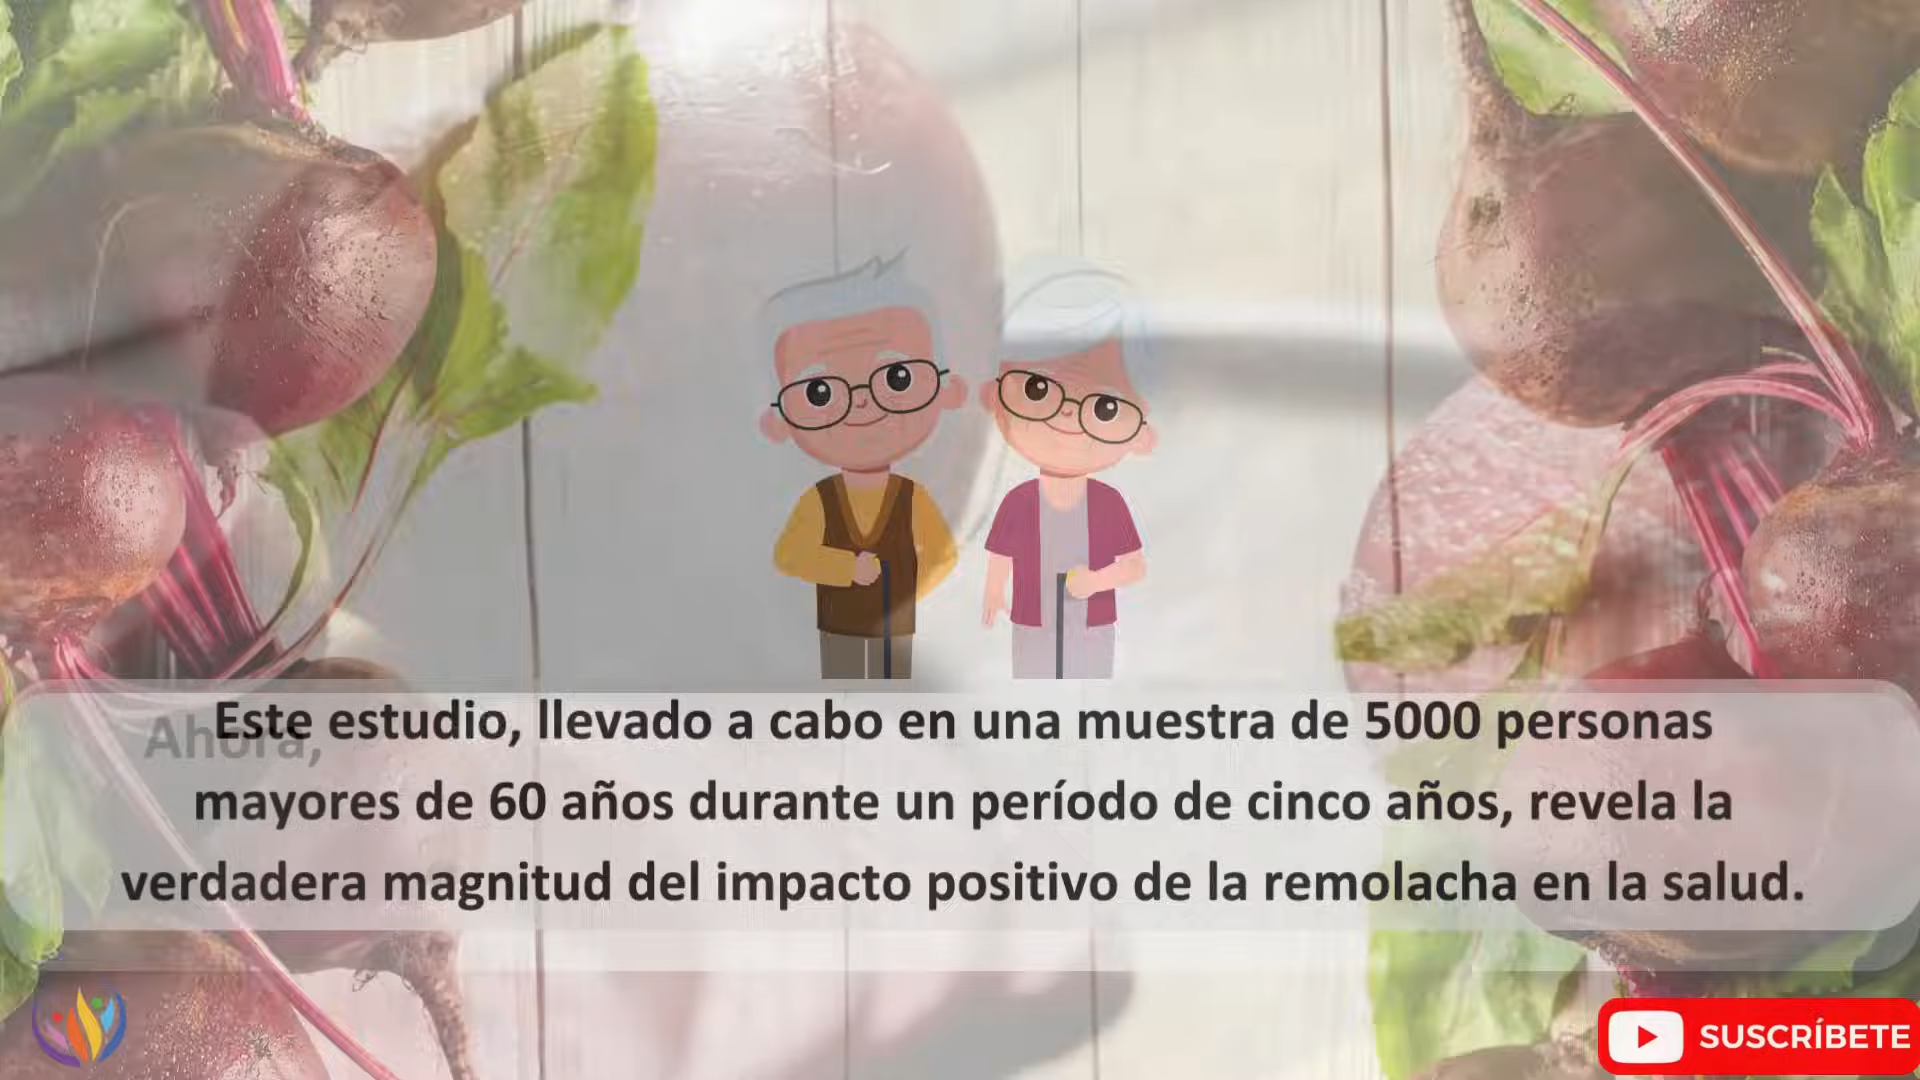 Ahora,
Este estudio, llevado a cabo en una muestra de 5000 personas
mayores de 60 años durante un período de cinco años, revela la
verdadera magnitud del impacto positivo de la remolacha en la salud.
SUSCRÍBETE